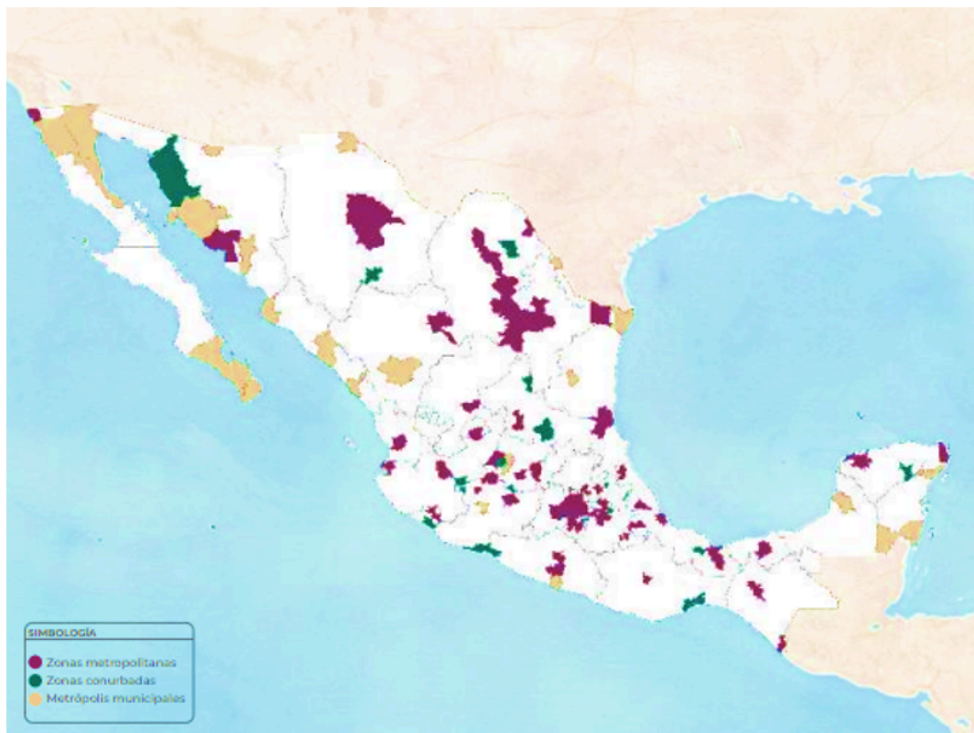 SIMBOLOGÍA
Zonas metropolitanas
Zonas conurbadas
Metrópolis municipales